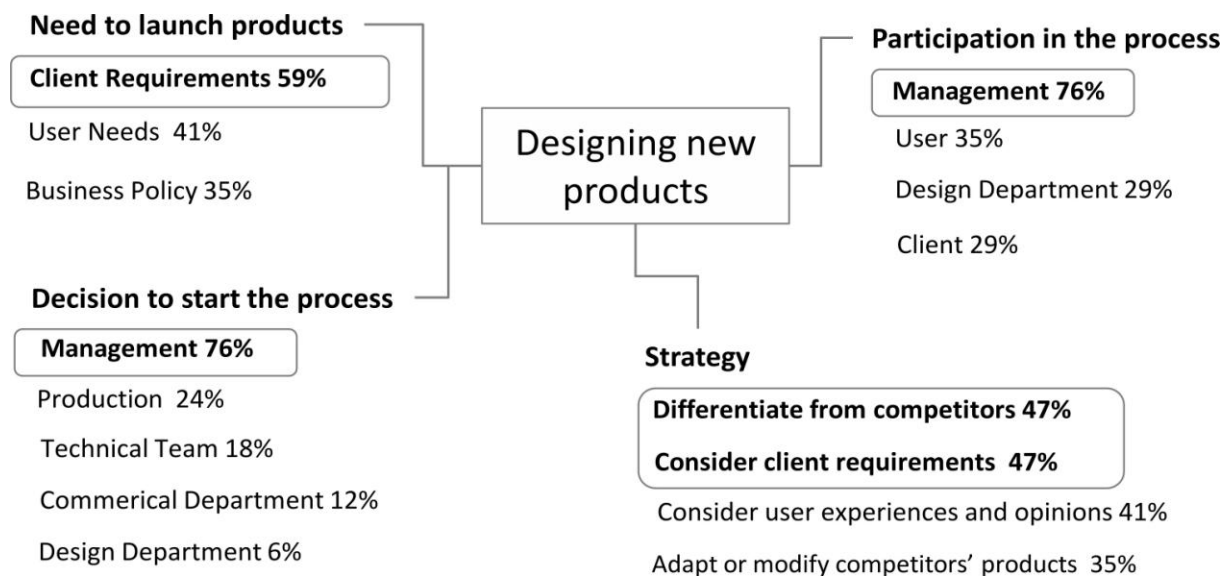 Need to launch products
Client Requirements 59%
User Needs 41%
Business Policy 35%
Decision to start the process
Management 76%
Production 24%
Technical Team 18%
Commerical Department 12%
Design Department 6%
Designing new
products
Participation in the process
Management 76%
User 35%
Design Department 29%
Client 29%
Strategy
Differentiate from competitors 47%
Consider client requirements 47%
Consider user experiences and opinions 41%
Adapt or modify competitors’ products 35%